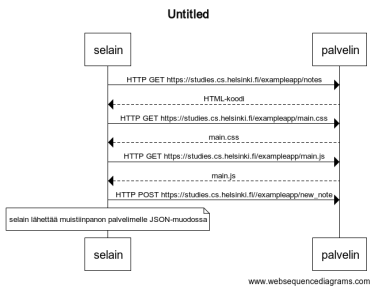 Untitled
selain
palvelin
HTTP GET https://studies.cs.helsinki.fi/exampleapp/notes
HTML-koodi
HTTP GET https://studies.cs.helsinki.fi/exampleapp/main.css
main.css
HTTP GET https://studies.cs.helsinki.fi/exampleapp/main.js
main.js
HTTP POST https://studies.cs.helsinki.fi//exampleapp/new_note
selain lähettää muistiinpanon palvelimelle JSON-muodossa
selain
palvelin
www.websequencediagrams.com